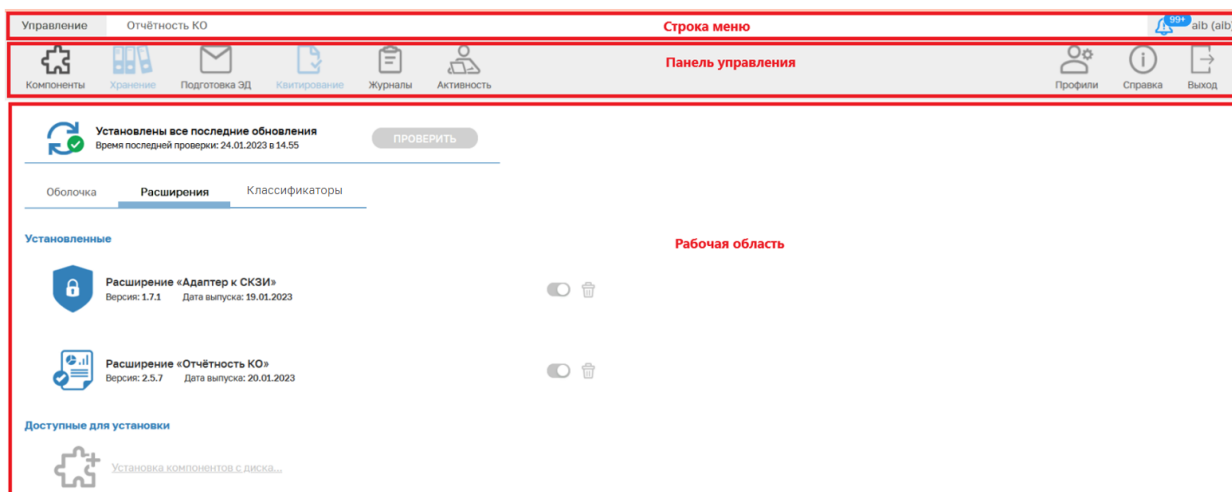 Управление Отчётность КО Строка меню 99+ aib (aib)
Компоненты Хранение Подготовка ЭД Квитирование Журналы Активность Панель управления Профили Справка Выход
Установлены все последние обновления
Время последней проверки: 24.01.2023 в 14.55
ПРОВЕРИТЬ
Оболочка Расширения Классификаторы
Установленные
Рабочая область
Расширение «Адаптер к СКЗИ»
Версия: 1.7.1 Дата выпуска: 19.01.2023
Расширение «Отчётность КО»
Версия: 2.5.7 Дата выпуска: 20.01.2023
Доступные для установки
Установка компонентов с диска...